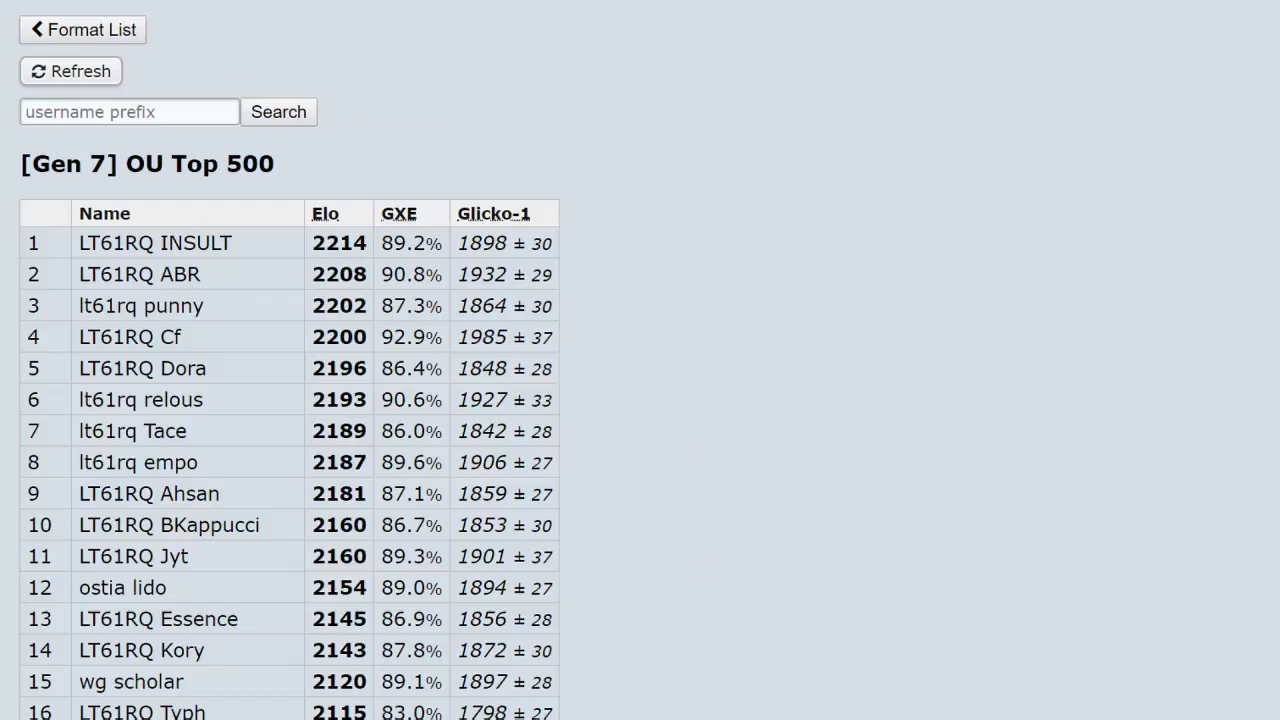 Format List
Refresh
username prefix Search
[Gen 7] OU Top 500
Name Elo GXE Glicko-1
1 LT61RQ INSULT 2214 89.2% 1898 ± 30
2 LT61RQ ABR 2208 90.8% 1932 ± 29
3 lt61rq punny 2202 87.3% 1864 ± 30
4 LT61RQ Cf 2200 92.9% 1985 ± 37
5 LT61RQ Dora 2196 86.4% 1848 ± 28
6 lt61rq relous 2193 90.6% 1927 ± 33
7 lt61rq Tace 2189 86.0% 1842 ± 28
8 lt61rq empo 2187 89.6% 1906 ± 27
9 LT61RQ Ahsan 2181 87.1% 1859 ± 27
10 LT61RQ BKappucci 2160 86.7% 1853 ± 30
11 LT61RQ Jyt 2160 89.3% 1901 ± 37
12 ostia lido 2154 89.0% 1894 ± 27
13 LT61RQ Essence 2145 86.9% 1856 ± 28
14 LT61RQ Kory 2143 87.8% 1872 ± 30
15 wg scholar 2120 89.1% 1897 ± 28
16 LT61RQ Typh 2115 83.0% 1798 ± 27